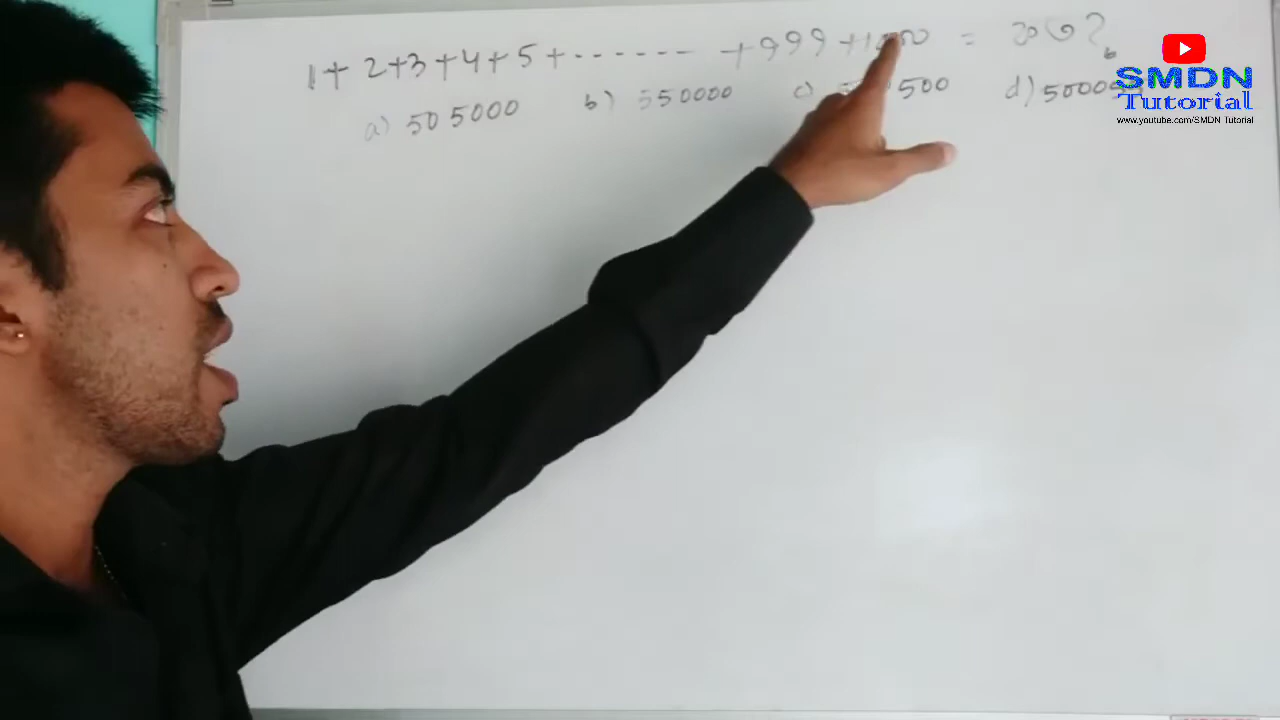 1+ 2+3+4+5+------ +999+1000 = কত?
a) 505000 b) 550000 c) 500 d) 5000
SMDN
Tutorial
www.youtube.com/SMDN Tutorial